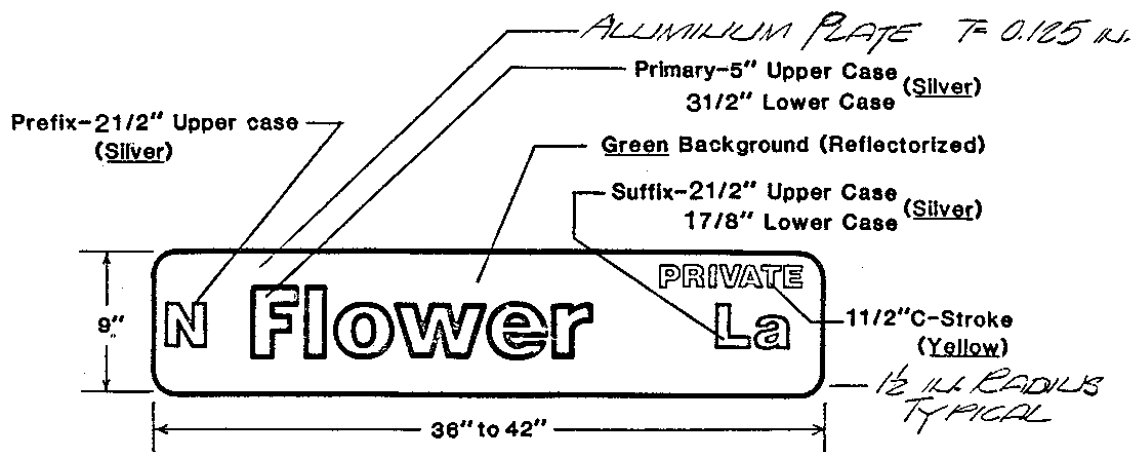 ALUMINUM PLATE T= 0.125 IN.
Primary-5" Upper Case
31/2" Lower Case
(Silver)
Prefix-21/2" Upper case
(Silver)
Green Background (Reflectorized)
Suffix-21/2" Upper Case
17/8" Lower Case
(Silver)
PRIVATE
N Flower La
9"
11/2"C-Stroke
(Yellow)
1/2 IN. RADIUS
TYPICAL
36" to 42"